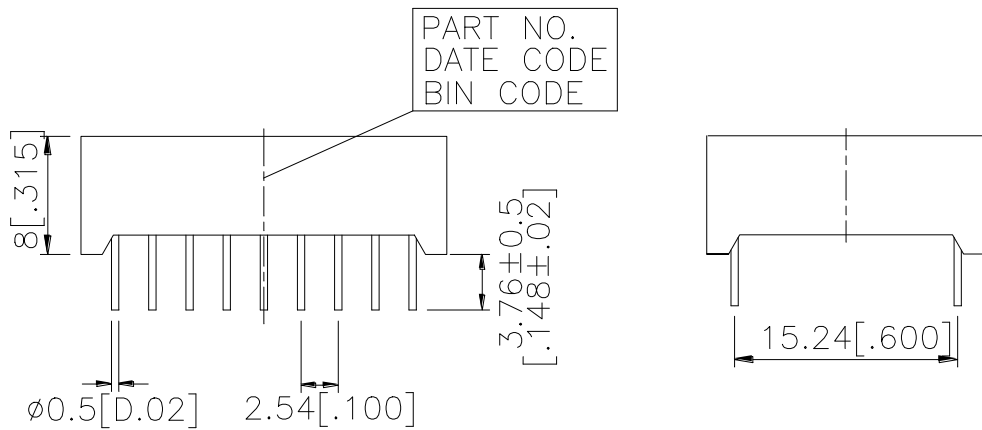 PART NO.
DATE CODE
BIN CODE
8[.315]
3.76±0.5
[.148±.02]
15.24[.600]
ø0.5[D.02]
2.54[.100]